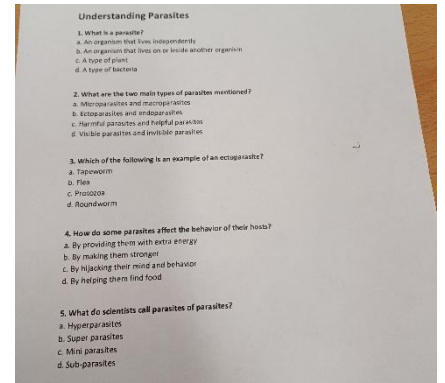 Understanding Parasites
1. What is a parasite?
a. An organism that lives independently
b. An organism that lives on or inside another organism
c. A type of plant
d. A type of bacteria
2. What are the two main types of parasites mentioned?
a. Microparasites and macroparasites
b. Ectoparasites and endoparasites
c. Harmful parasites and helpful parasites
d. Visible parasites and invisible parasites
3. Which of the following is an example of an ectoparasite?
a. Tapeworm
b. Flea
c. Protozoa
d. Roundworm
4. How do some parasites affect the behavior of their hosts?
a. By providing them with extra energy
b. By making them stronger
c. By hijacking their mind and behavior
d. By helping them find food
5. What do scientists call parasites of parasites?
a. Hyperparasites
b. Super parasites
c. Mini parasites
d. Sub-parasites